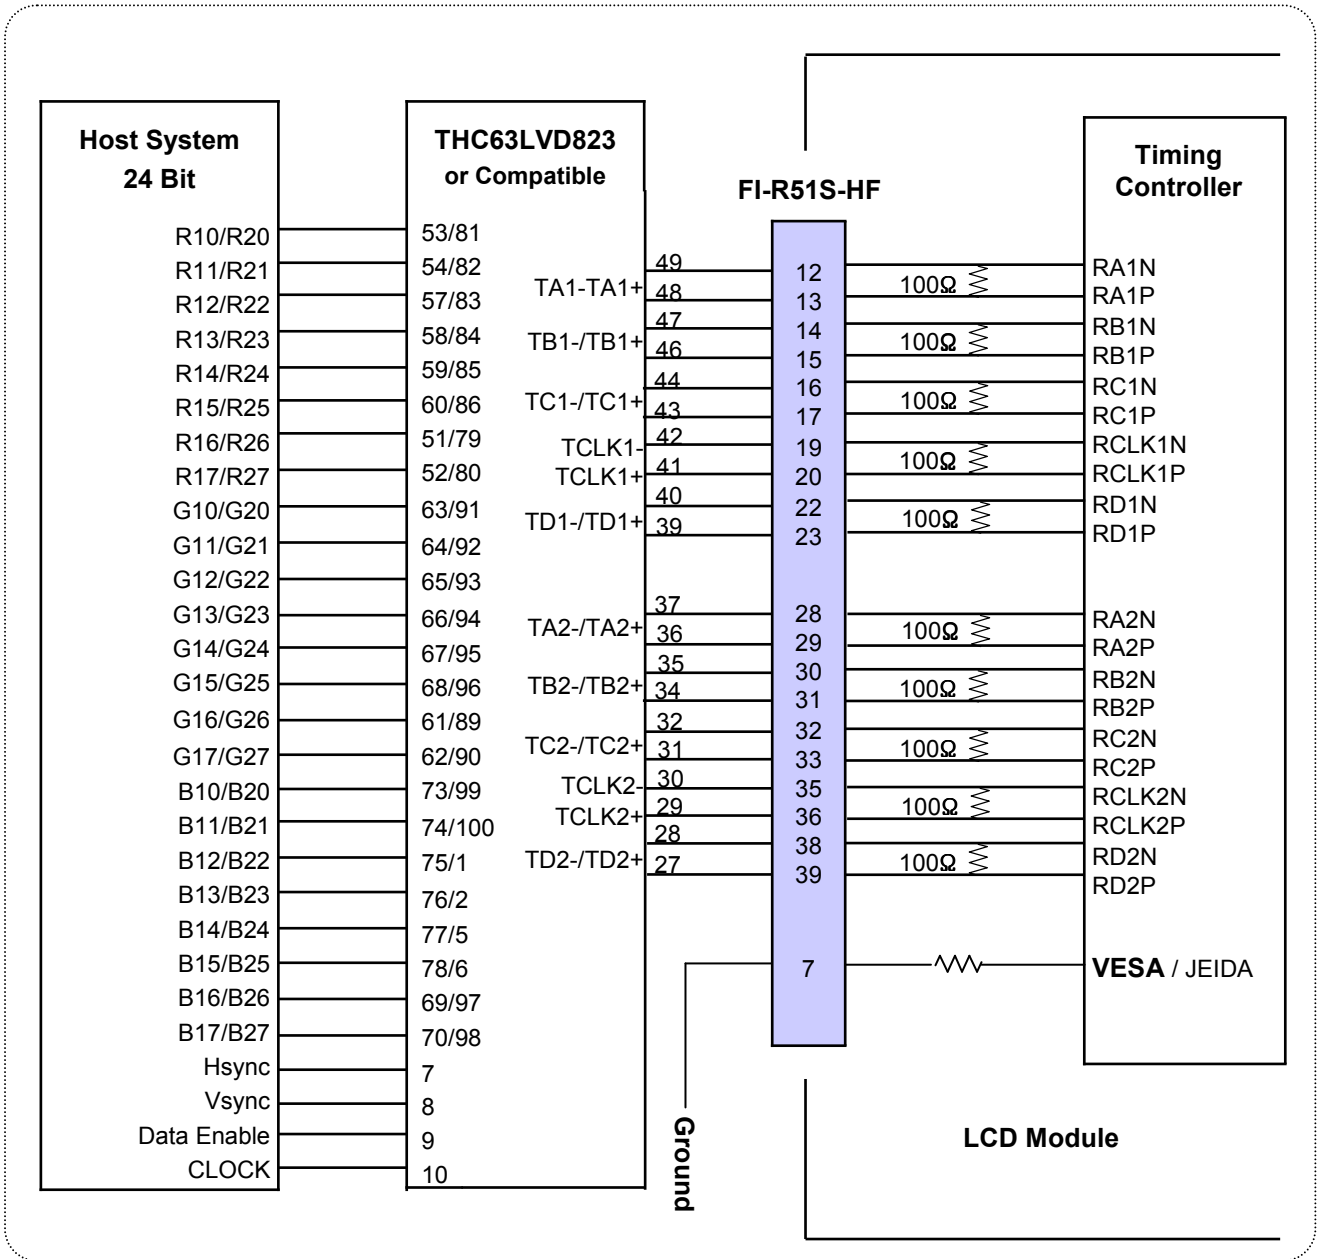 Host System
24 Bit
R10/R20
R11/R21
R12/R22
R13/R23
R14/R24
R15/R25
R16/R26
R17/R27
G10/G20
G11/G21
G12/G22
G13/G23
G14/G24
G15/G25
G16/G26
G17/G27
B10/B20
B11/B21
B12/B22
B13/B23
B14/B24
B15/B25
B16/B26
B17/B27
Hsync
Vsync
Data Enable
CLOCK
THC63LVD823
or Compatible
53/81
54/82
57/83
58/84
59/85
60/86
51/79
52/80
63/91
64/92
65/93
66/94
67/95
68/96
61/89
62/90
73/99
74/100
75/1
76/2
77/5
78/6
69/97
70/98
7
8
9
10
TA1-TA1+
TB1-/TB1+
TC1-/TC1+
TCLK1-
TCLK1+
TD1-/TD1+
TA2-/TA2+
TB2-/TB2+
TC2-/TC2+
TCLK2-
TCLK2+
TD2-/TD2+
49
48
47
46
44
43
42
41
40
39
37
36
35
34
32
31
30
29
28
27
FI-R51S-HF
12
13
14
15
16
17
19
20
22
23
28
29
30
31
32
33
35
36
38
39
7
Ground
100Ω
100Ω
100Ω
100Ω
100Ω
100Ω
100Ω
100Ω
100Ω
100Ω
Timing
Controller
RA1N
RA1P
RB1N
RB1P
RC1N
RC1P
RCLK1N
RCLK1P
RD1N
RD1P
RA2N
RA2P
RB2N
RB2P
RC2N
RC2P
RCLK2N
RCLK2P
RD2N
RD2P
VESA / JEIDA
LCD Module